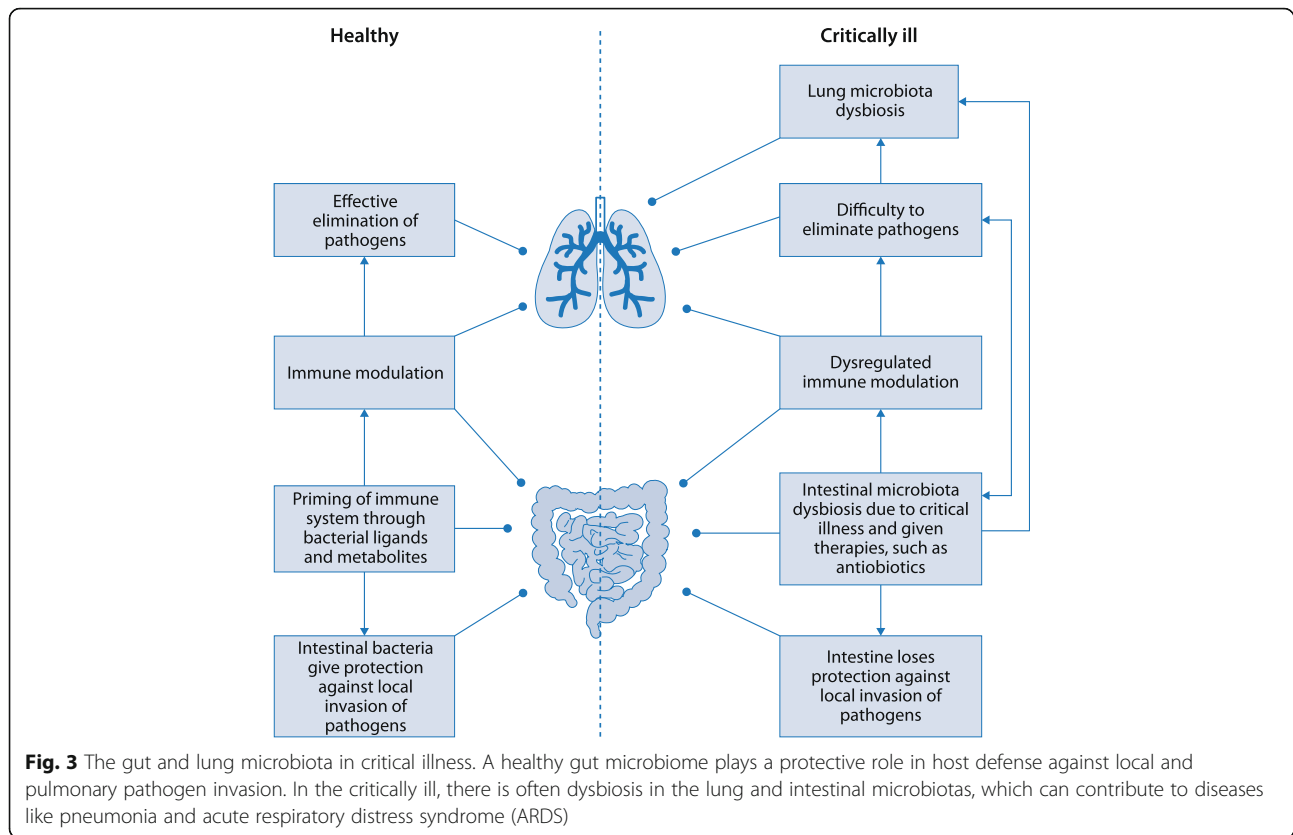 Healthy
Critically ill
Lung microbiota
dysbiosis
Effective
elimination of
pathogens
Difficulty to
eliminate pathogens
Immune modulation
Dysregulated
immune modulation
Priming of immune
system through
bacterial ligands
and metabolites
Intestinal microbiota
dysbiosis due to critical
illness and given
therapies, such as
antiobiotics
Intestinal bacteria
give protection
against local
invasion of
pathogens
Intestine loses
protection against
local invasion of
pathogens
Fig. 3 The gut and lung microbiota in critical illness. A healthy gut microbiome plays a protective role in host defense against local and
pulmonary pathogen invasion. In the critically ill, there is often dysbiosis in the lung and intestinal microbiotas, which can contribute to diseases
like pneumonia and acute respiratory distress syndrome (ARDS)